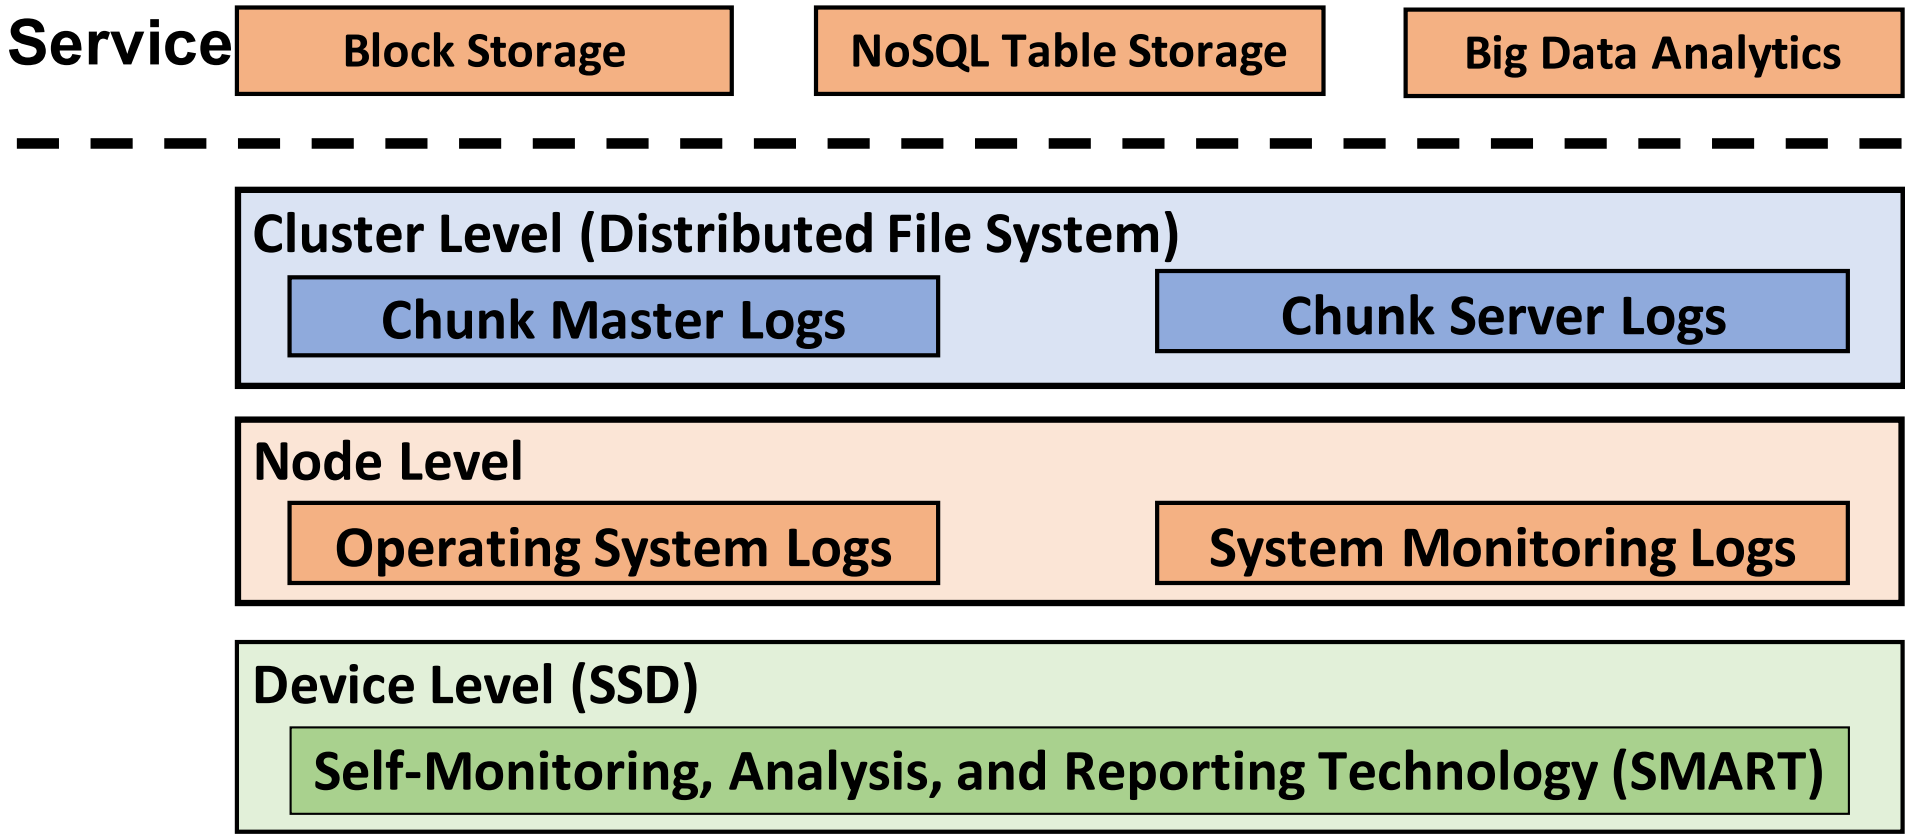 Service
Block Storage
NoSQL Table Storage
Big Data Analytics
Cluster Level (Distributed File System)
Chunk Master Logs
Chunk Server Logs
Node Level
Operating System Logs
System Monitoring Logs
Device Level (SSD)
Self-Monitoring, Analysis, and Reporting Technology (SMART)